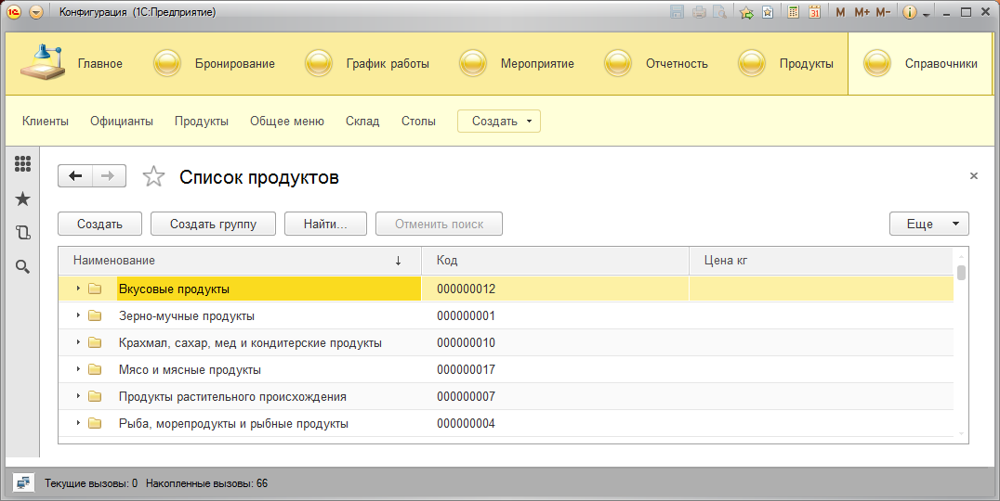 1С Конфигурация (1С:Предприятие) 31 M M+ M-
Главное Бронирование График работы Мероприятие Отчетность Продукты Справочники
Клиенты Официанты Продукты Общее меню Склад Столы Создать
Список продуктов
Создать Создать группу Найти... Отменить поиск Еще
Наименование ↓ Код Цена кг
Вкусовые продукты 000000012
Зерно-мучные продукты 000000001
Крахмал, сахар, мед и кондитерские продукты 000000010
Мясо и мясные продукты 000000017
Продукты растительного происхождения 000000007
Рыба, морепродукты и рыбные продукты 000000004
Текущие вызовы: 0 Накопленные вызовы: 66